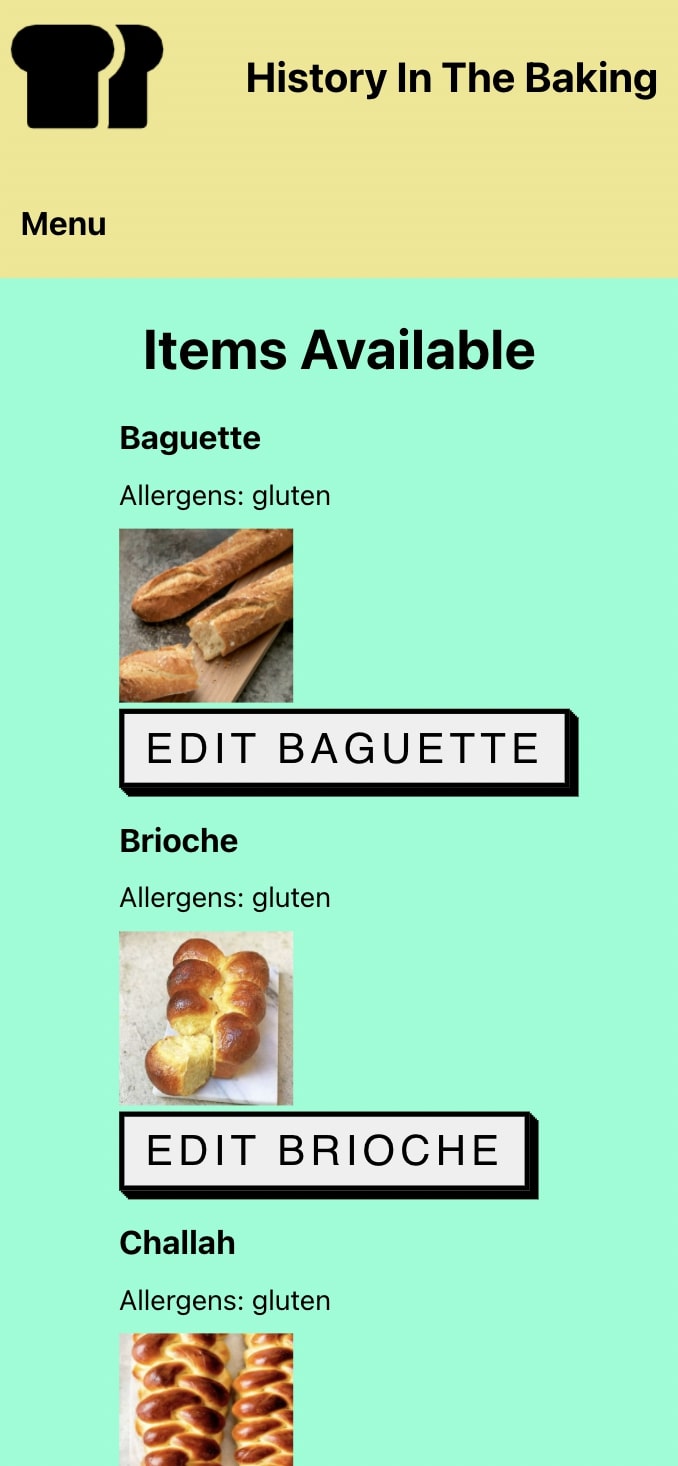 History In The Baking
Menu
Items Available
Baguette
Allergens: gluten
EDIT BAGUETTE
Brioche
Allergens: gluten
EDIT BRIOCHE
Challah
Allergens: gluten